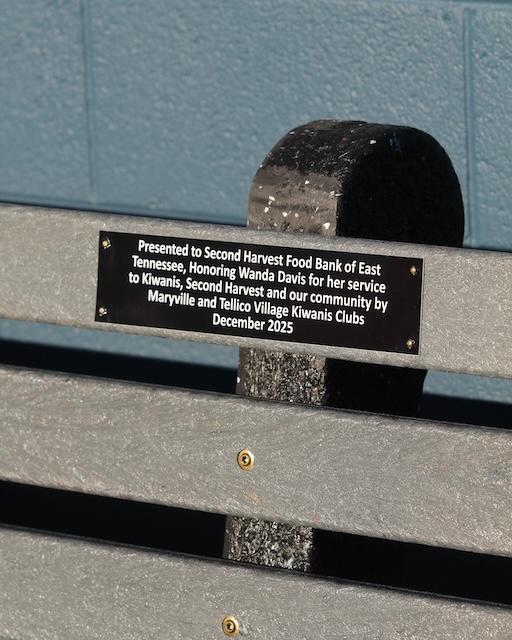 Presented to Second Harvest Food Bank of East
Tennessee, Honoring Wanda Davis for her service
to Kiwanis, Second Harvest and our community by
Maryville and Tellico Village Kiwanis Clubs
December 2025